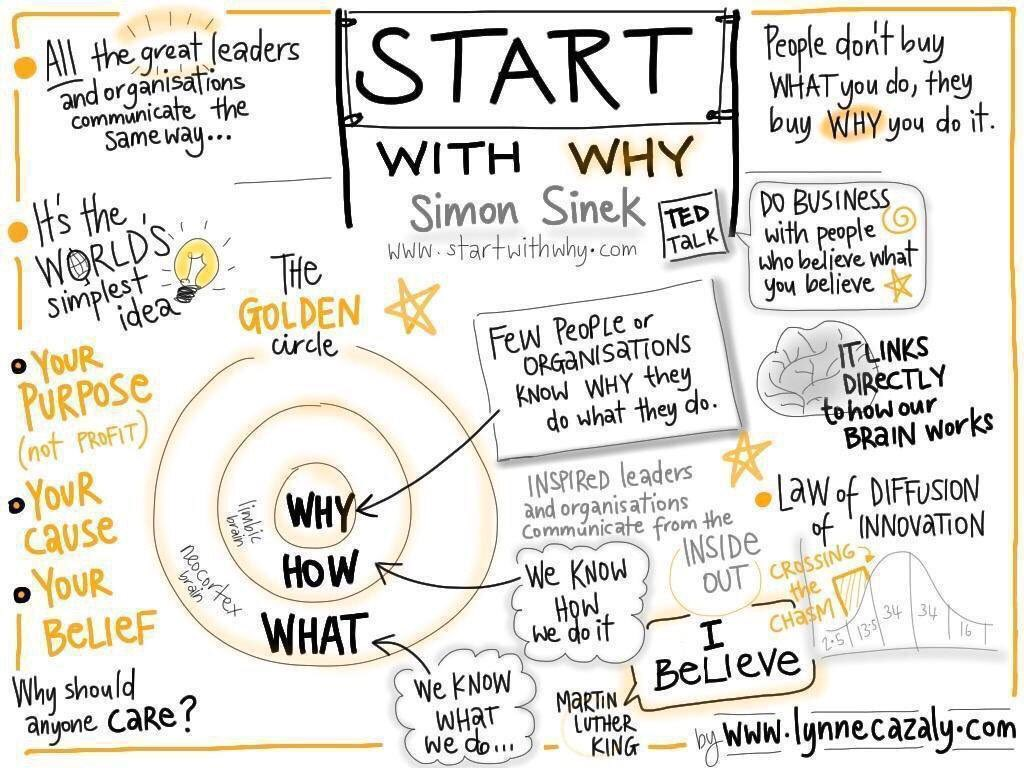 All the great leaders
and organisations
communicate the
same way...
START
WITH WHY
Simon Sinek
www.startwithwhy.com
TED
TALK
People don't buy
WHAT you do, they
buy WHY you do it.
DO BUSINESS
with people
who believe what
you believe
It's the
WORLD'S
simplest
idea
THE
GOLDEN
circle
FEW PEOPLE or
ORGANISATIONS
KNOW WHY they
do what they do.
IT LINKS
DIRECTLY
to how our
BRAIN WORKS
YOUR
PURPOSE
(not PROFIT)
YOUR
CAUSE
YOUR
BELIEF
Why should
anyone CARE?
WHY
limbic
brain
HOW
neocortex
brain
WHAT
INSPIRED leaders
and organisations
communicate from the
INSIDE
OUT
We KNOW
HOW
we do it
We KNOW
WHAT
we do...
LAW of DIFFUSION
of INNOVATION
CROSSING
the
CHASM
2.5 13.5 34 34 16
I
BELIEVE
MARTIN
LUTHER
KING
by www.lynnecazaly.com